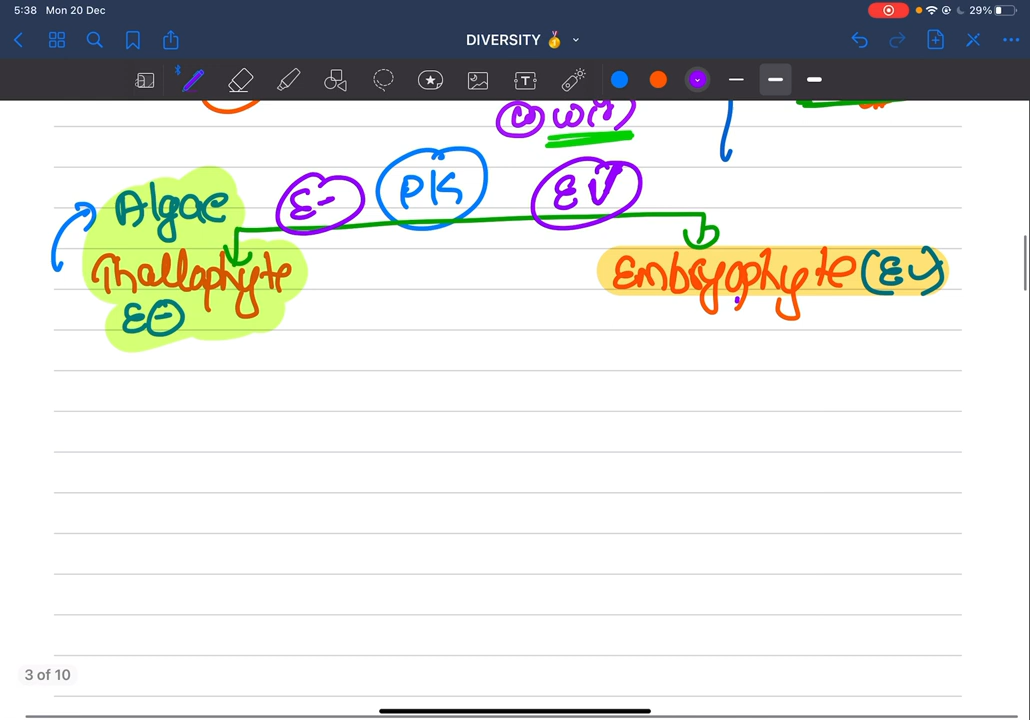 5:38 Mon 20 Dec
29%
DIVERSITY 🥇
T
Algae
E-
PK
E✓
Thallophyte
E⊖
Embryophyte (E✓)
3 of 10